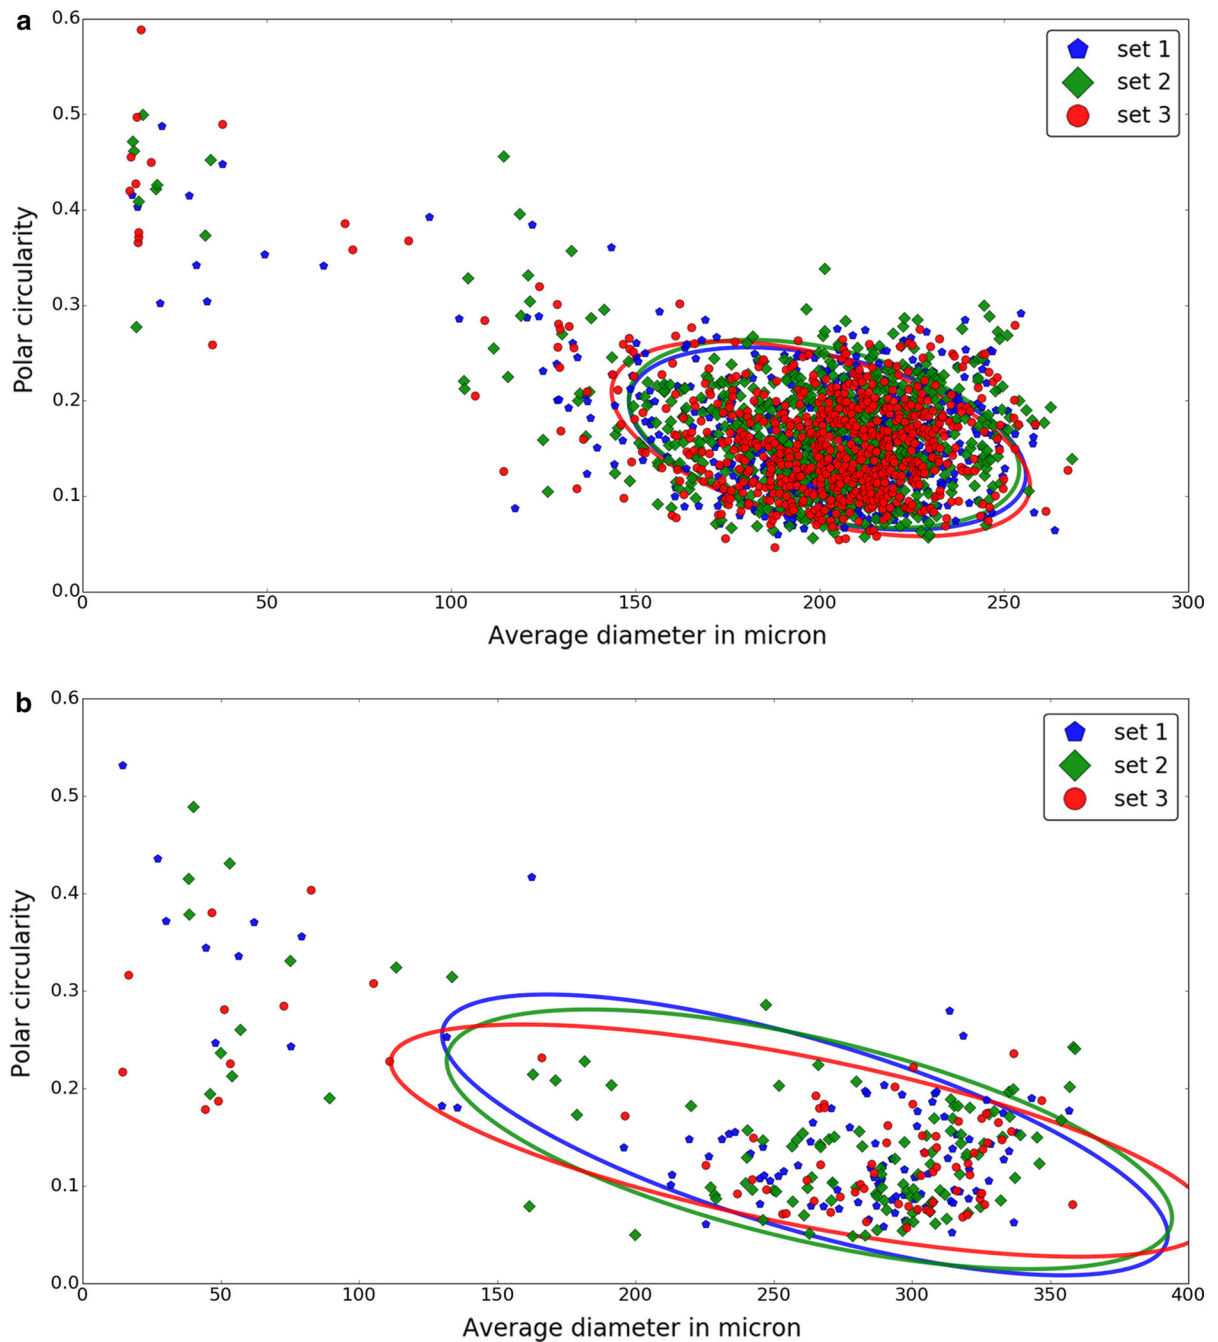 a
0.6
0.5
0.4
0.3
0.2
0.1
0.0
Polar circularity
set 1
set 2
set 3
0 50 100 150 200 250 300
Average diameter in micron
b
0.6
0.5
0.4
0.3
0.2
0.1
0.0
Polar circularity
set 1
set 2
set 3
0 50 100 150 200 250 300 350 400
Average diameter in micron